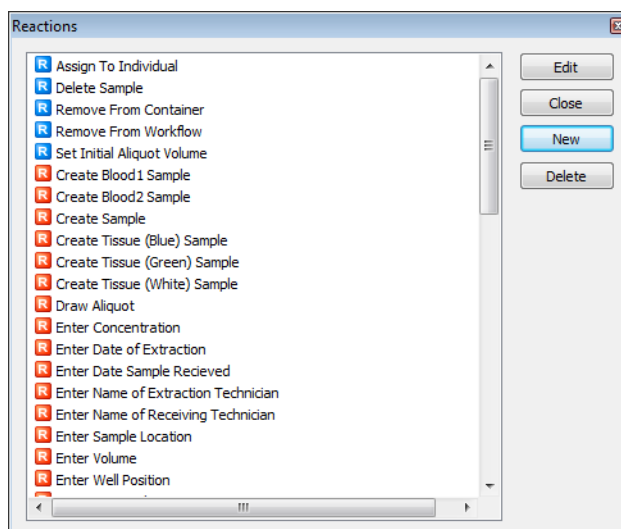 Reactions
R Assign To Individual
R Delete Sample
R Remove From Container
R Remove From Workflow
R Set Initial Aliquot Volume
R Create Blood1 Sample
R Create Blood2 Sample
R Create Sample
R Create Tissue (Blue) Sample
R Create Tissue (Green) Sample
R Create Tissue (White) Sample
R Draw Aliquot
R Enter Concentration
R Enter Date of Extraction
R Enter Date Sample Recieved
R Enter Name of Extraction Technician
R Enter Name of Receiving Technician
R Enter Sample Location
R Enter Volume
R Enter Well Position
Edit
Close
New
Delete